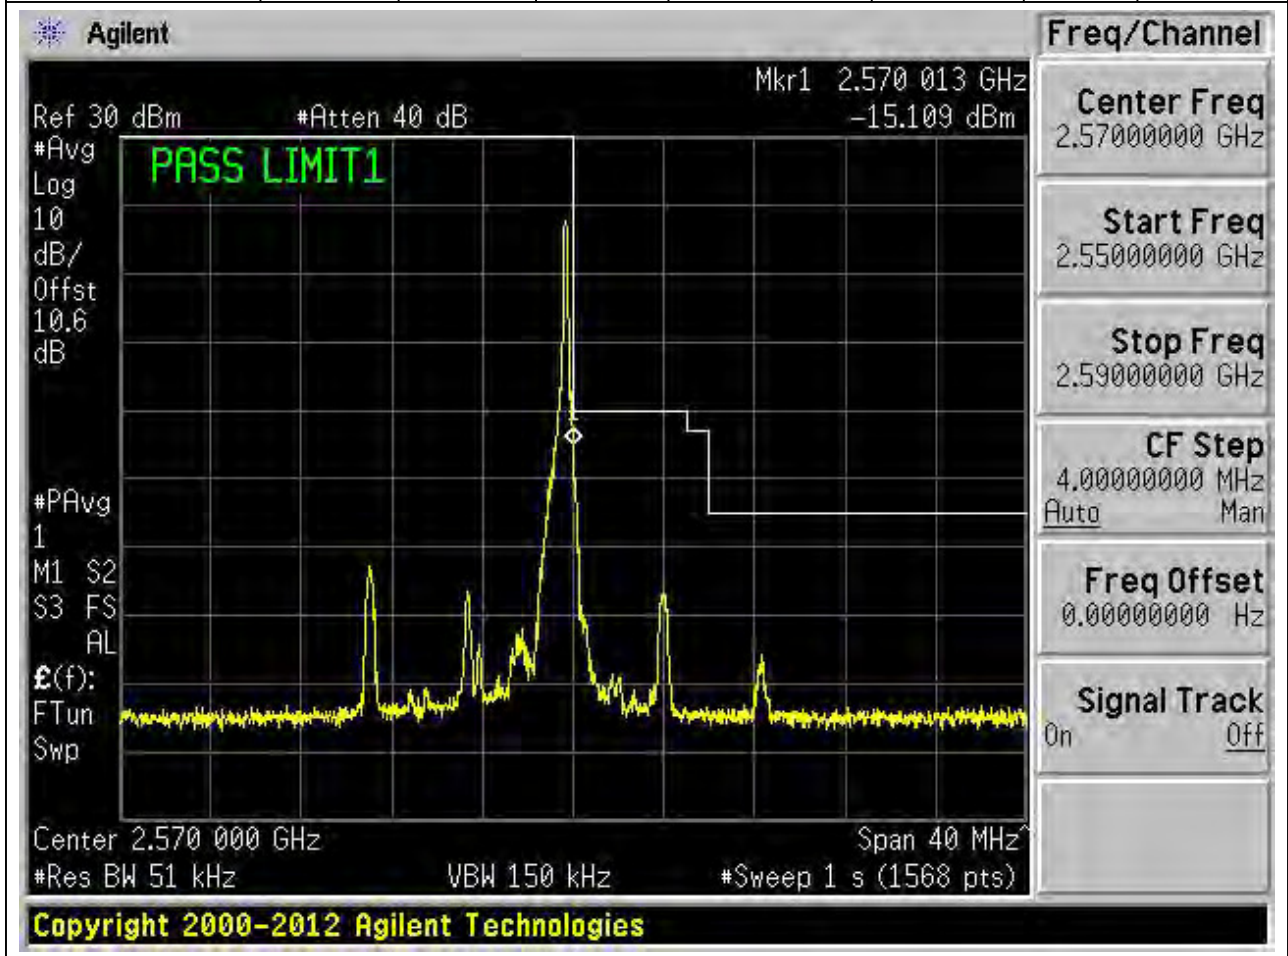 Agilent
Freq/Channel
Mkr1 2.570 013 GHz
Ref 30 dBm #Atten 40 dB -15.109 dBm
#Avg
Log
10
dB/
Offst
10.6
dB
PASS LIMIT1
#PAvg
1
M1 S2
S3 FS
AL
£(f):
FTun
Swp
Center 2.570 000 GHz Span 40 MHz^
#Res BW 51 kHz VBW 150 kHz #Sweep 1 s (1568 pts)
Center Freq
2.57000000 GHz
Start Freq
2.55000000 GHz
Stop Freq
2.59000000 GHz
CF Step
4.00000000 MHz
Auto Man
Freq Offset
0.00000000 Hz
Signal Track
On Off
Copyright 2000-2012 Agilent Technologies